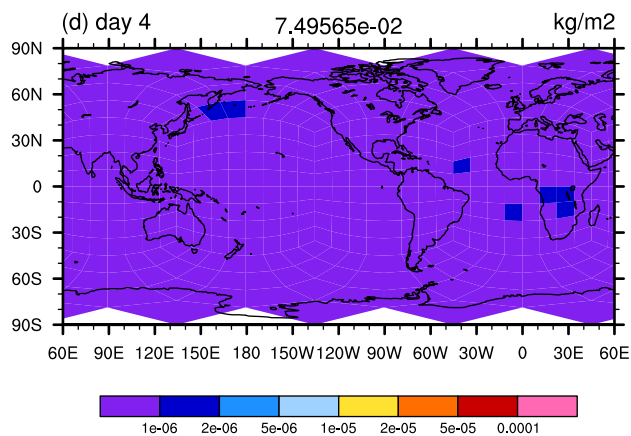 (d) day 4 7.49565e-02 kg/m2
90N
60N
30N
0
30S
60S
90S
60E 90E 120E 150E 180 150W 120W 90W 60W 30W 0 30E 60E
1e-06 2e-06 5e-06 1e-05 2e-05 5e-05 0.0001